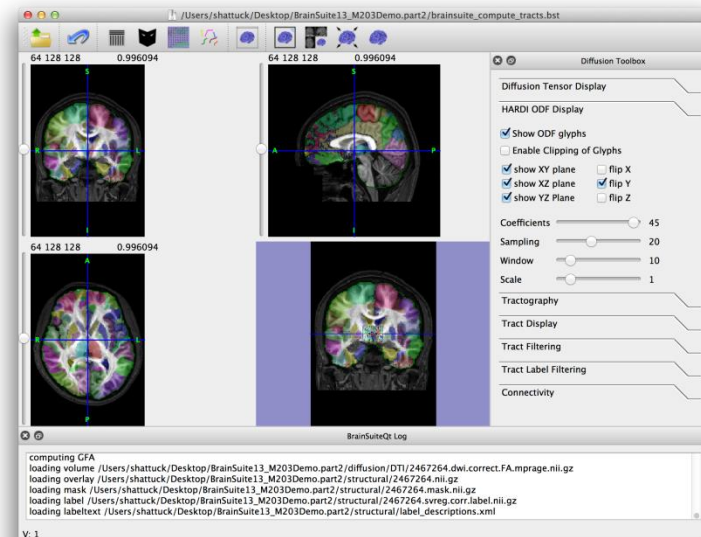 /Users/shattuck/Desktop/BrainSuite13_M203Demo.part2/brainsuite_compute_tracts.bst
64 128 128 0.996094
64 128 128 0.996094
S
R L
I
S
A P
I
64 128 128 0.996094
A
R L
P
Diffusion Toolbox
Diffusion Tensor Display
HARDI ODF Display
Show ODF glyphs
Enable Clipping of Glyphs
show XY plane flip X
show XZ plane flip Y
show YZ Plane flip Z
Coefficients 45
Sampling 20
Window 10
Scale 1
Tractography
Tract Display
Tract Filtering
Tract Label Filtering
Connectivity
BrainSuiteQt Log
computing GFA
loading volume /Users/shattuck/Desktop/BrainSuite13_M203Demo.part2/diffusion/DTI/2467264.dwi.correct.FA.mprage.nii.gz
loading overlay /Users/shattuck/Desktop/BrainSuite13_M203Demo.part2/structural/2467264.nii.gz
loading mask /Users/shattuck/Desktop/BrainSuite13_M203Demo.part2/structural/2467264.mask.nii.gz
loading label /Users/shattuck/Desktop/BrainSuite13_M203Demo.part2/structural/2467264.svreg.corr.label.nii.gz
loading labeltext /Users/shattuck/Desktop/BrainSuite13_M203Demo.part2/structural/label_descriptions.xml
V: 1